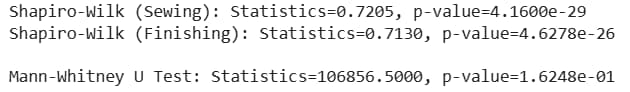 Shapiro-Wilk (Sewing): Statistics=0.7205, p-value=4.1600e-29
Shapiro-Wilk (Finishing): Statistics=0.7130, p-value=4.6278e-26
Mann-Whitney U Test: Statistics=106856.5000, p-value=1.6248e-01